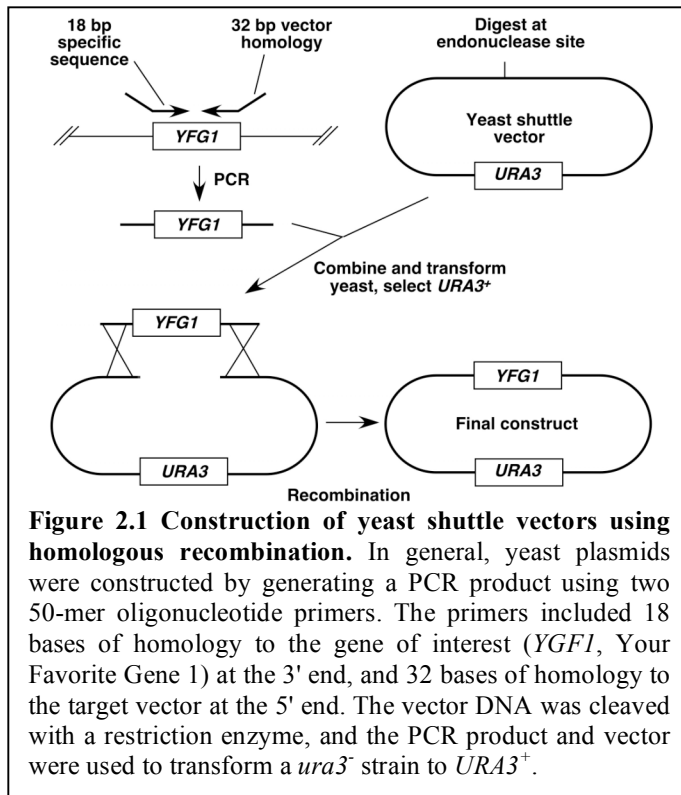 18 bp
specific
sequence
32 bp vector
homology
Digest at
endonuclease site
YFG1
Yeast shuttle
vector
URA3
PCR
YFG1
Combine and transform
yeast, select URA3⁺
YFG1
URA3
YFG1
Final construct
URA3
Recombination
Figure 2.1 Construction of yeast shuttle vectors using
homologous recombination. In general, yeast plasmids
were constructed by generating a PCR product using two
50-mer oligonucleotide primers. The primers included 18
bases of homology to the gene of interest (YGF1, Your
Favorite Gene 1) at the 3' end, and 32 bases of homology to
the target vector at the 5' end. The vector DNA was cleaved
with a restriction enzyme, and the PCR product and vector
were used to transform a ura3⁻ strain to URA3⁺.